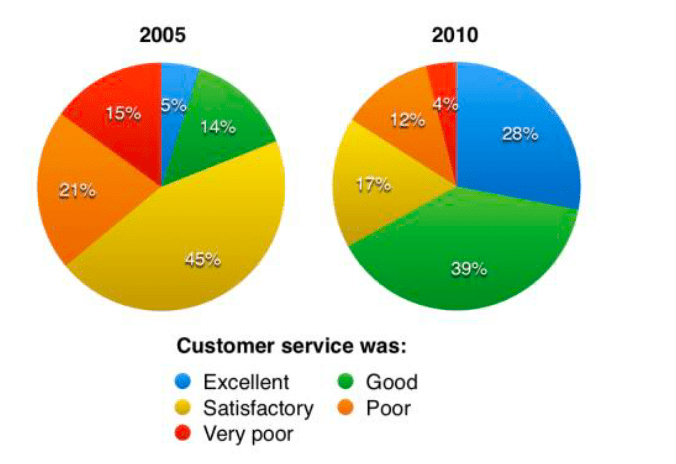 2005
2010
5%
14%
45%
21%
15%
28%
39%
17%
12%
4%
Customer service was:
Excellent
Good
Satisfactory
Poor
Very poor